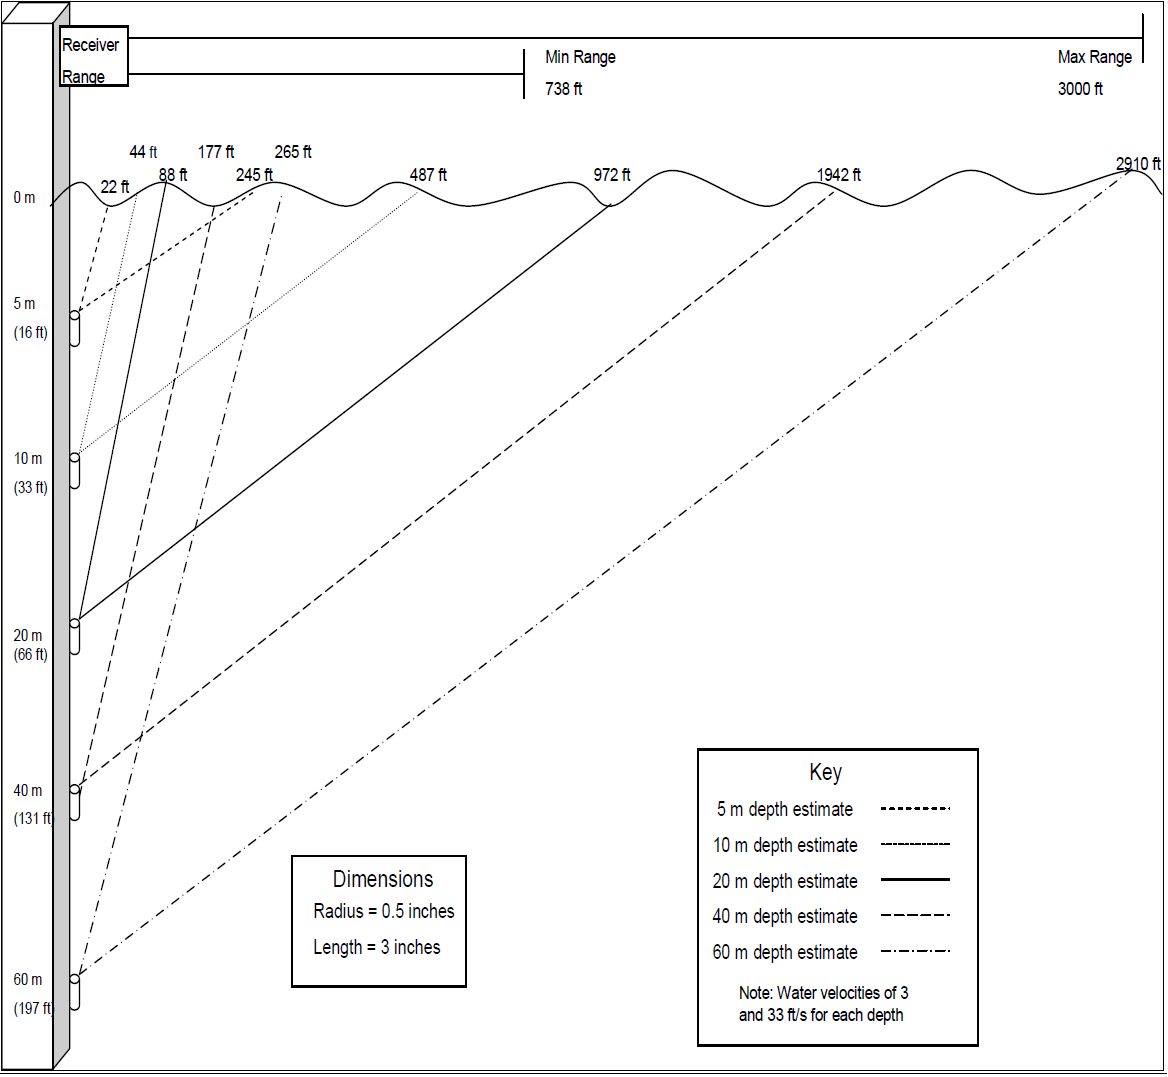 Receiver
Range
Min Range
738 ft
Max Range
3000 ft
44 ft
177 ft
265 ft
22 ft
88 ft
245 ft
487 ft
972 ft
1942 ft
2910 ft
0 m
5 m
(16 ft)
10 m
(33 ft)
20 m
(66 ft)
40 m
(131 ft)
60 m
(197 ft)
Dimensions
Radius = 0.5 inches
Length = 3 inches
Key
5 m depth estimate
10 m depth estimate
20 m depth estimate
40 m depth estimate
60 m depth estimate
Note: Water velocities of 3
and 33 ft/s for each depth